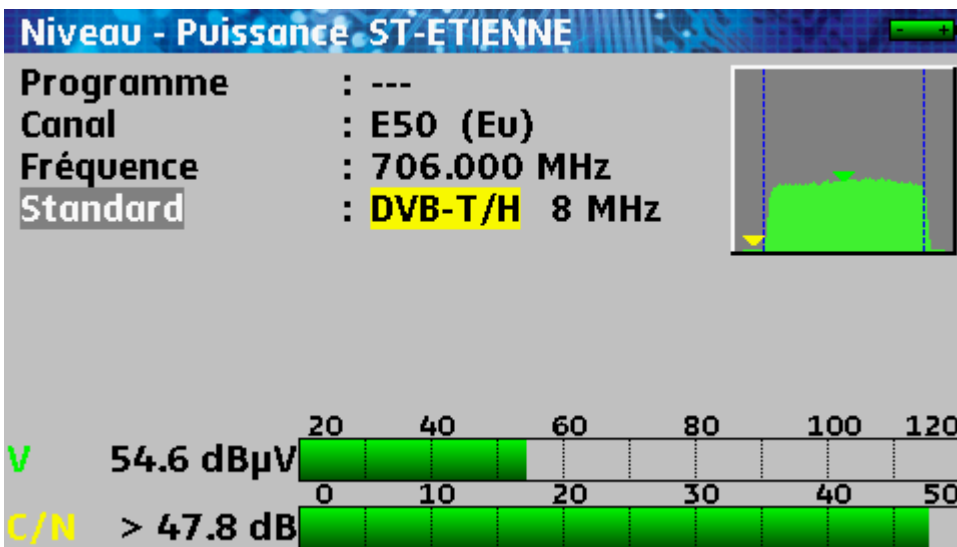 Niveau - Puissance ST-ETIENNE
- +
Programme : ---
Canal : E50 (Eu)
Fréquence : 706.000 MHz
Standard : DVB-T/H 8 MHz
20 40 60 80 100 120
V 54.6 dBµV
0 10 20 30 40 50
C/N > 47.8 dB